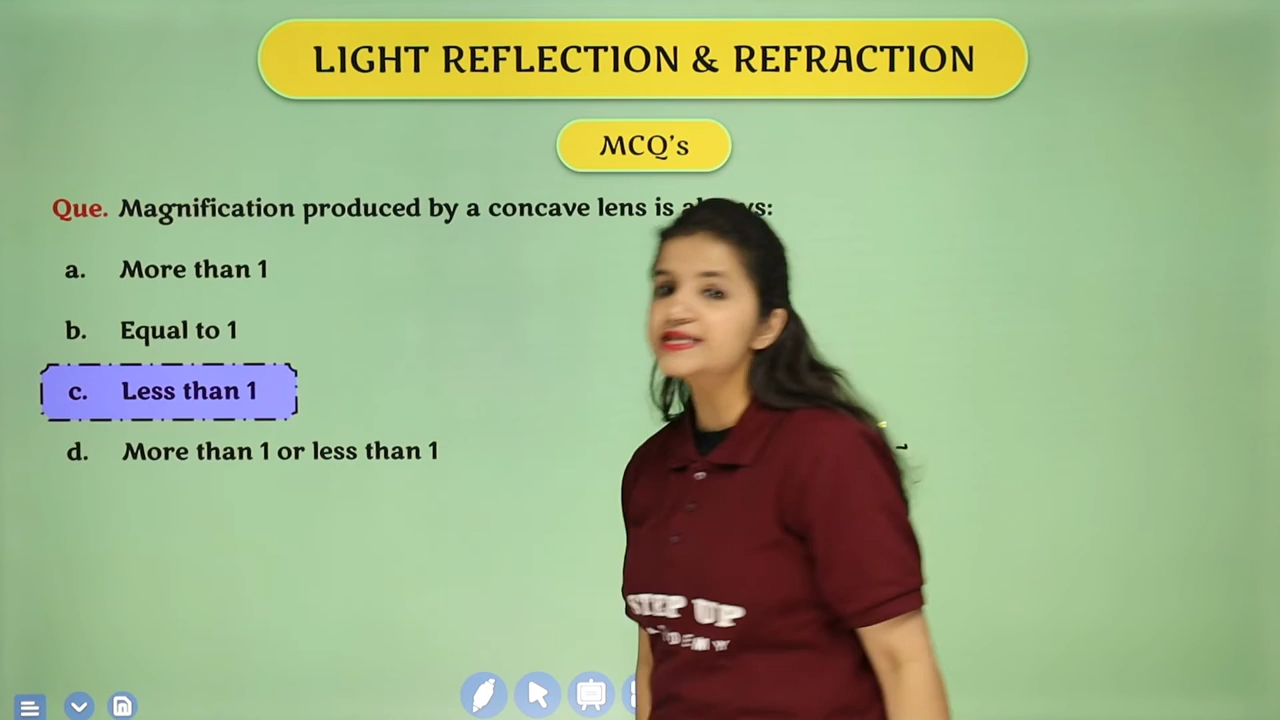 LIGHT REFLECTION & REFRACTION
MCQ's
Que. Magnification produced by a concave lens is
a. More than 1
b. Equal to 1
c. Less than 1
d. More than 1 or less than 1
STEP UP